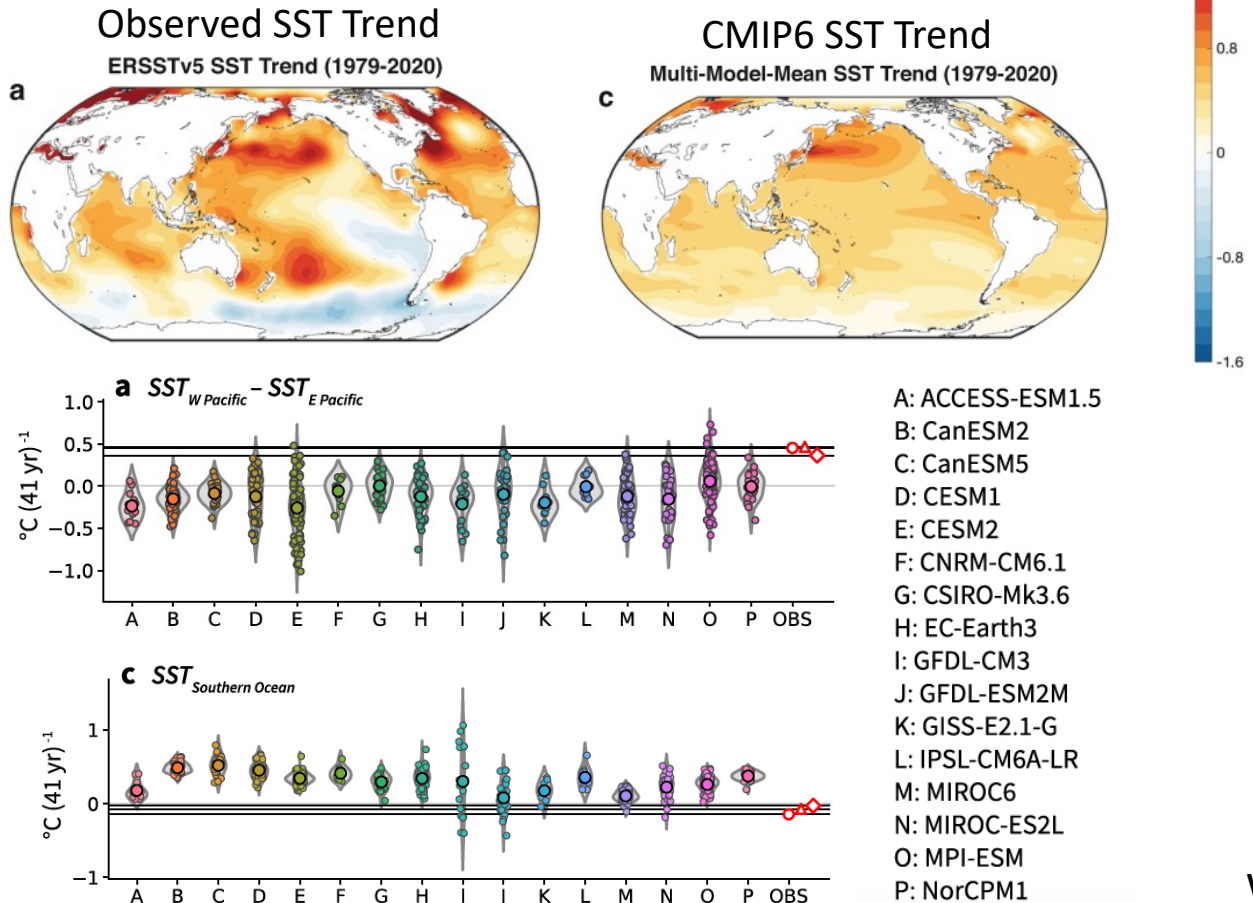 Observed SST Trend
ERSSTv5 SST Trend (1979-2020)
a
CMIP6 SST Trend
Multi-Model-Mean SST Trend (1979-2020)
c
0.8
0
-0.8
-1.6
a SST W Pacific – SST E Pacific
°C (41 yr)⁻¹
1.0
0.5
0.0
−0.5
−1.0
A B C D E F G H I J K L M N O P OBS
c SST Southern Ocean
°C (41 yr)⁻¹
1
0
−1
A B C D E F G H I J K L M N O P OBS
A: ACCESS-ESM1.5
B: CanESM2
C: CanESM5
D: CESM1
E: CESM2
F: CNRM-CM6.1
G: CSIRO-Mk3.6
H: EC-Earth3
I: GFDL-CM3
J: GFDL-ESM2M
K: GISS-E2.1-G
L: IPSL-CM6A-LR
M: MIROC6
N: MIROC-ES2L
O: MPI-ESM
P: NorCPM1